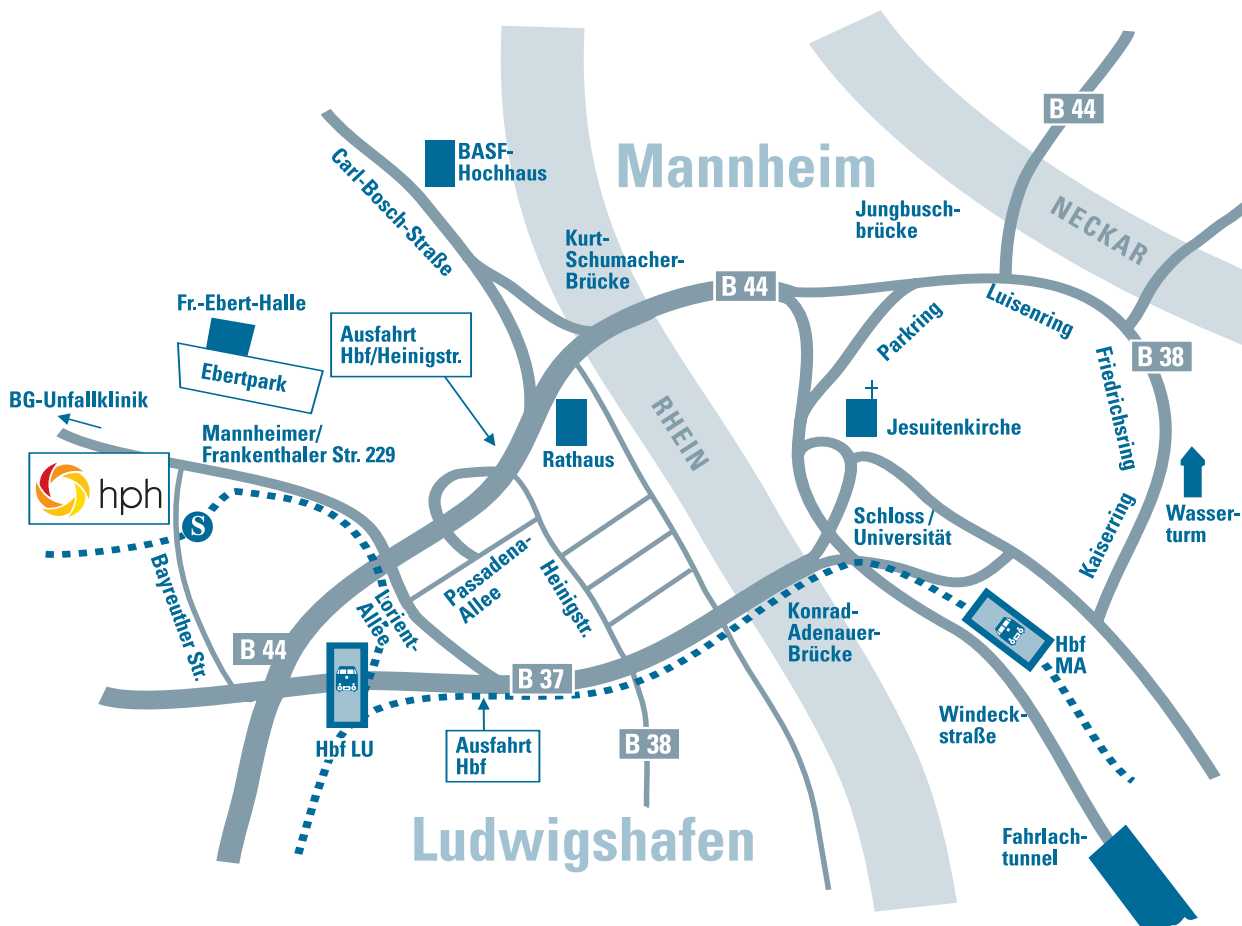 B 44
BASF-
Hochhaus
Mannheim
Carl-Bosch-Straße
Jungbusch-
brücke
NECKAR
Kurt-
Schumacher-
Brücke
B 44
Fr.-Ebert-Halle
Luisenring
Ausfahrt
Hbf/Heinigstr.
Parkring
B 38
Ebertpark
Friedrichsring
BG-Unfallklinik
RHEIN
Mannheimer/
Frankenthaler Str. 229
Jesuitenkirche
Rathaus
hph
S
Schloss/
Universität
Wasser-
turm
Kaiserring
Bayreuther Str.
Passadena-
Allee
Heinigstr.
Lorient-
Allee
Konrad-
Adenauer-
Brücke
Hbf
MA
B 44
B 37
Windeck-
straße
Hbf LU
Ausfahrt
Hbf
B 38
Ludwigshafen
Fahrlach-
tunnel